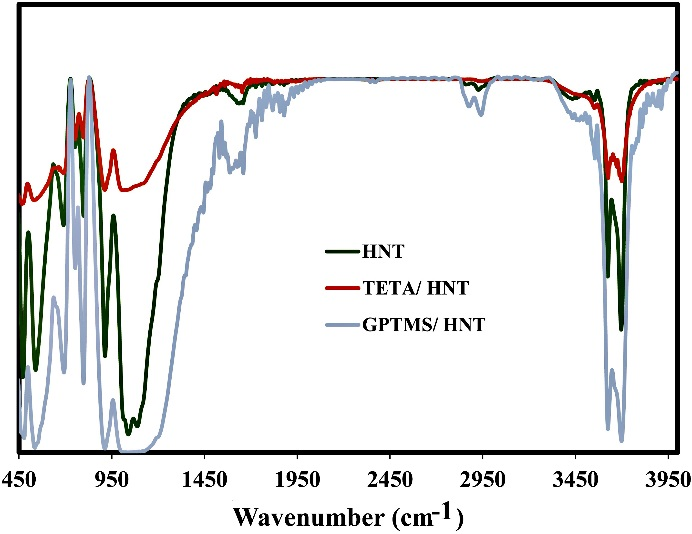 HNT
TETA/ HNT
GPTMS/ HNT
450 950 1450 1950 2450 2950 3450 3950
Wavenumber (cm-1)